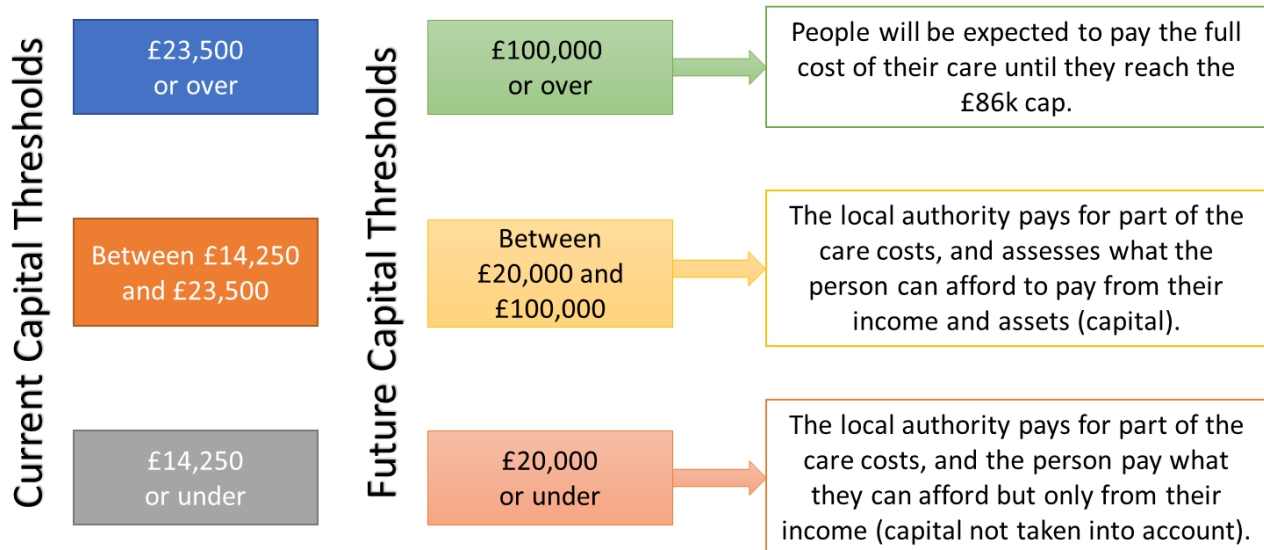 Current Capital Thresholds
£23,500
or over
Between £14,250
and £23,500
£14,250
or under
Future Capital Thresholds
£100,000
or over
People will be expected to pay the full
cost of their care until they reach the
£86k cap.
Between
£20,000 and
£100,000
The local authority pays for part of the
care costs, and assesses what the
person can afford to pay from their
income and assets (capital).
£20,000
or under
The local authority pays for part of the
care costs, and the person pay what
they can afford but only from their
income (capital not taken into account).